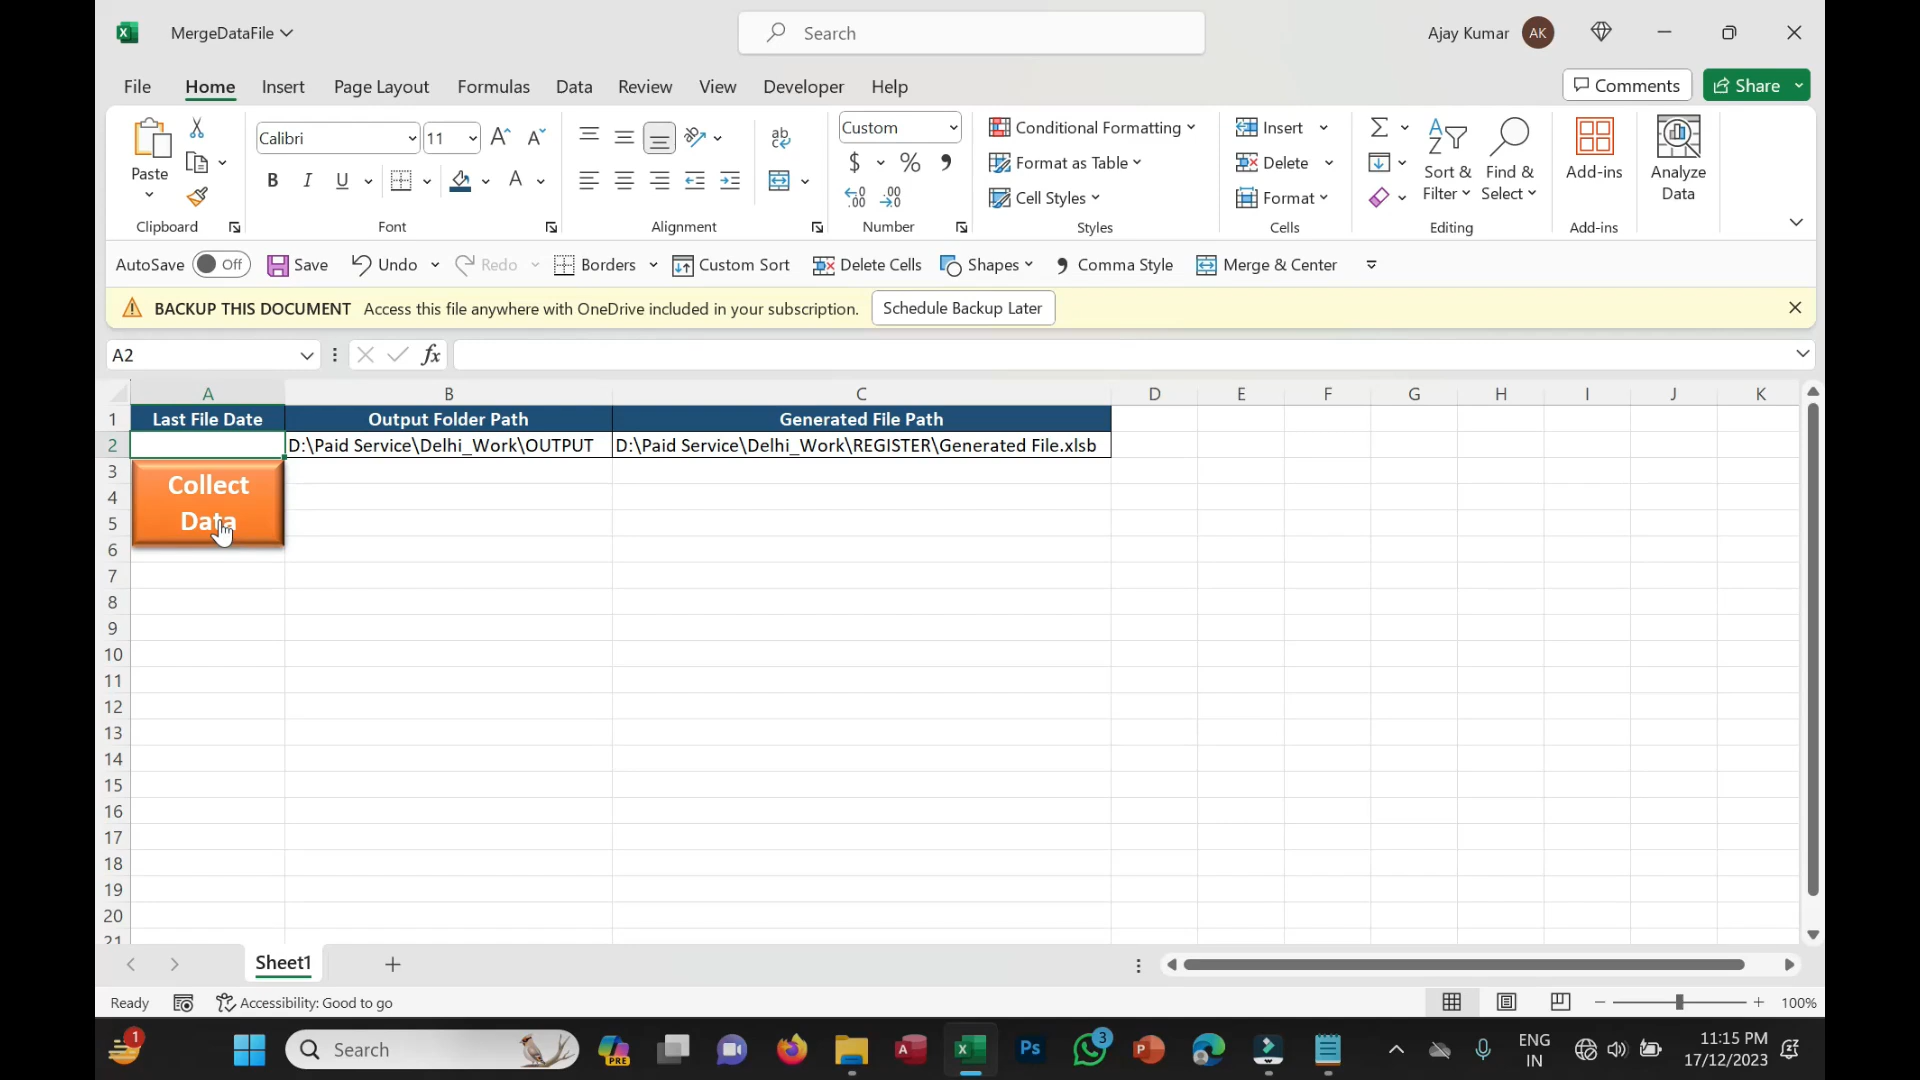 MergeDataFile
Search
Ajay Kumar AK
File Home Insert Page Layout Formulas Data Review View Developer Help Comments Share
Paste
Calibri 11
B I U
A
ab
Custom
$ % ,
Conditional Formatting
Format as Table
Cell Styles
Insert
Delete
Format
Sort & Filter
Find & Select
Add-ins
Analyze Data
Clipboard Font Alignment Number Styles Cells Editing Add-ins
AutoSave Off Save Undo Redo Borders Custom Sort Delete Cells Shapes Comma Style Merge & Center
BACKUP THIS DOCUMENT Access this file anywhere with OneDrive included in your subscription. Schedule Backup Later
A2 fx
A B C D E F G H I J K
1 Last File Date Output Folder Path Generated File Path
2 D:\Paid Service\Delhi_Work\OUTPUT D:\Paid Service\Delhi_Work\REGISTER\Generated File.xlsb
3
Collect
4
5 Data
6
7
8
9
10
11
12
13
14
15
16
17
18
19
20
21
Sheet1
Ready Accessibility: Good to go 100%
1 Search PRE A X Ps 3 P ENG 11:15 PM
IN 17/12/2023